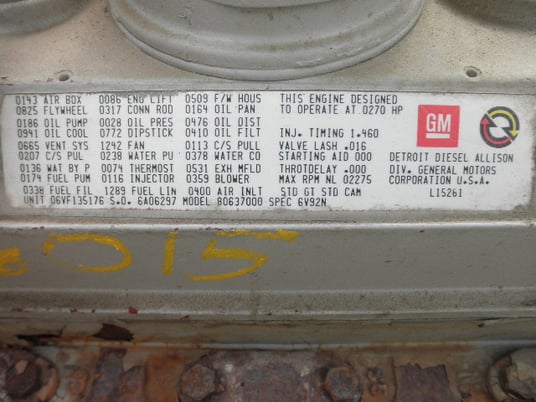 0143 AIR BOX 0086 ENG LIFT 0509 F/W HOUS THIS ENGINE DESIGNED
0825 FLYWHEEL 0317 CONN ROD 0164 OIL PAN TO OPERATE AT 0270 HP
0186 OIL PUMP 0028 OIL PRES 0476 OIL DIST
0941 OIL COOL 0772 DIPSTICK 0410 OIL FILT INJ. TIMING 1.460
0665 VENT SYS 1242 FAN 0113 C/S PULL VALVE LASH .016
0207 C/S PUL 0238 WATER PU 0378 WATER CO STARTING AID 000
0136 WAT BY P 0074 THERMOST 0531 EXH MFLD THROTDELAY .000
0174 FUEL PUM 0116 INJECTOR 0359 BLOWER MAX RPM NL 02275
0338 FUEL FIL 1289 FUEL LIN 0400 AIR INLT STD GT STD CAM
UNIT 06VF135176 S.O. 6A06297 MODEL 80637000 SPEC 6V92N
GM
DETROIT DIESEL ALLISON
DIV. GENERAL MOTORS
CORPORATION U.S.A.
L1526I
015